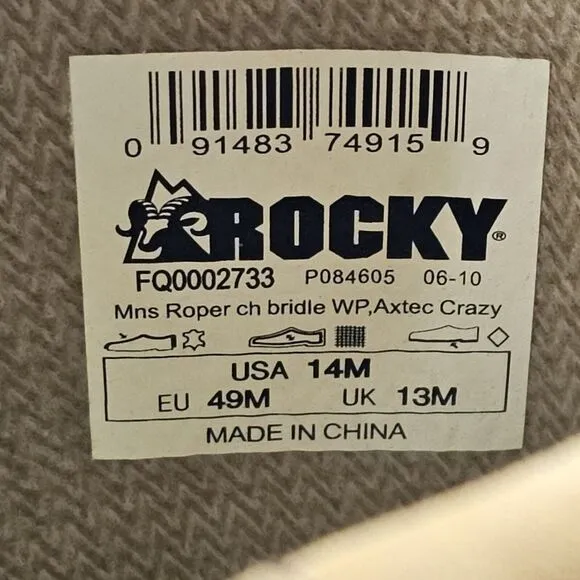 0 91483 74915 9
ROCKY®
FQ0002733 P084605 06-10
Mns Roper ch bridle WP,Axtec Crazy
USA 14M
EU 49M UK 13M
MADE IN CHINA